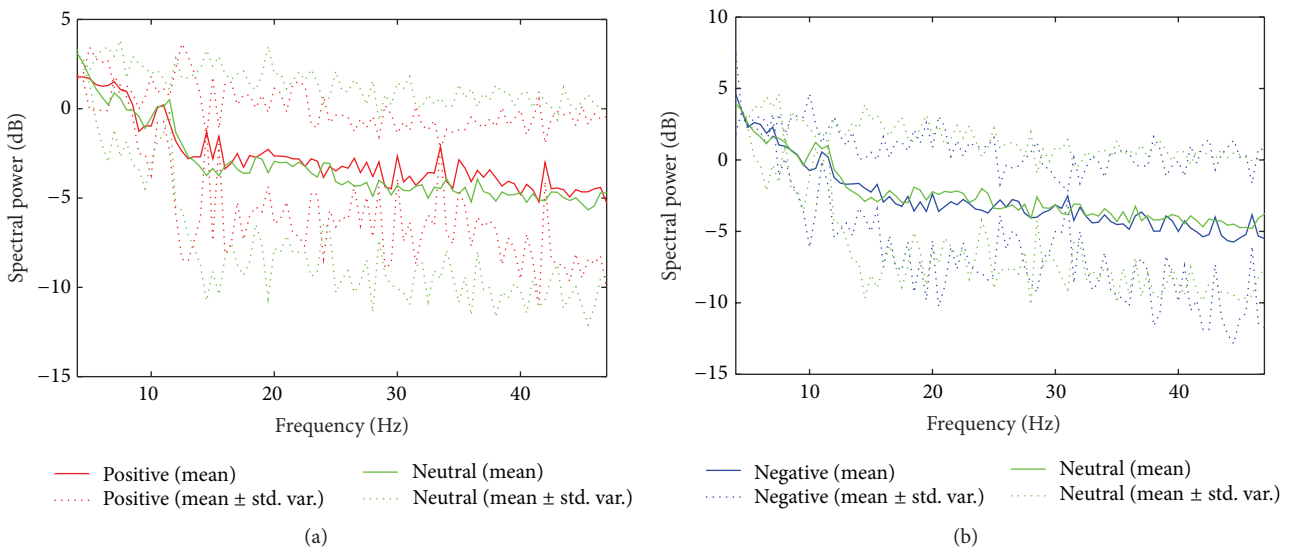 5
0
−5
−10
−15
Spectral power (dB)
10
20
30
40
Frequency (Hz)
Positive (mean)
Positive (mean ± std. var.)
Neutral (mean)
Neutral (mean ± std. var.)
(a)
10
5
0
−5
−10
−15
Spectral power (dB)
10
20
30
40
Frequency (Hz)
Negative (mean)
Negative (mean ± std. var.)
Neutral (mean)
Neutral (mean ± std. var.)
(b)